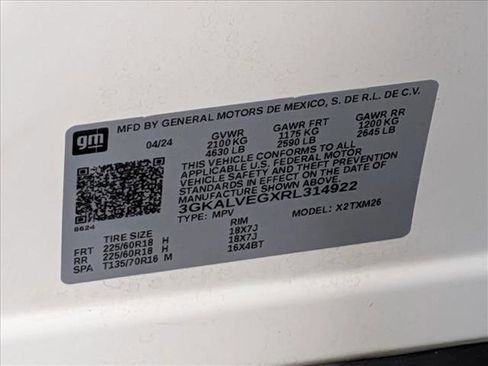 gm
MFD BY GENERAL MOTORS DE MEXICO, S. DE R.L. DE C.V.
04/24 GVWR GAWR FRT GAWR RR
2100 KG 1175 KG 1200 KG
4630 LB 2590 LB 2645 LB
THIS VEHICLE CONFORMS TO ALL
APPLICABLE U.S. FEDERAL MOTOR
VEHICLE SAFETY AND THEFT PREVENTION
STANDARDS IN EFFECT ON THE DATE OF
MANUFACTURE SHOWN ABOVE.
3GKALVEGXRL314922
TYPE: MPV MODEL: X2TXM26
8624
TIRE SIZE RIM
FRT 225/60R18 H 18X7J
RR 225/60R18 H 18X7J
SPA T135/70R16 M 16X4BT